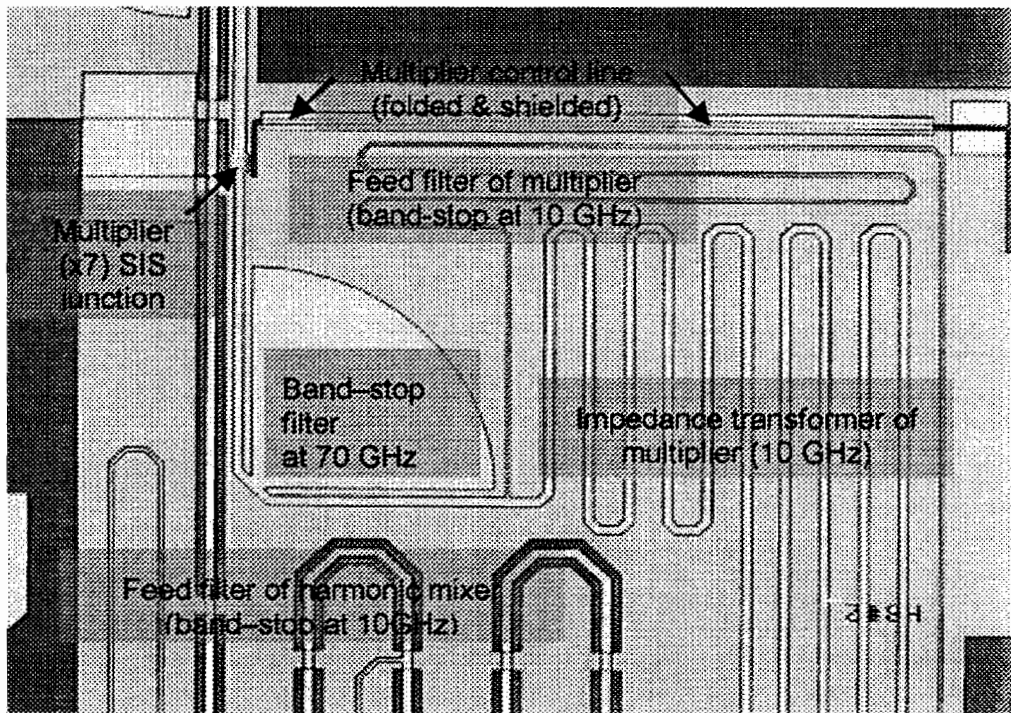 Multiplier control line
(folded & shielded)
Feed filter of multiplier
(band-stop at 10 GHz)
Multiplier
(x7) SIS
junction
Band–stop
filter
at 70 GHz
Impedance transformer of
multiplier (10 GHz)
Feed filter of harmonic mixer
(band–stop at 10GHz)